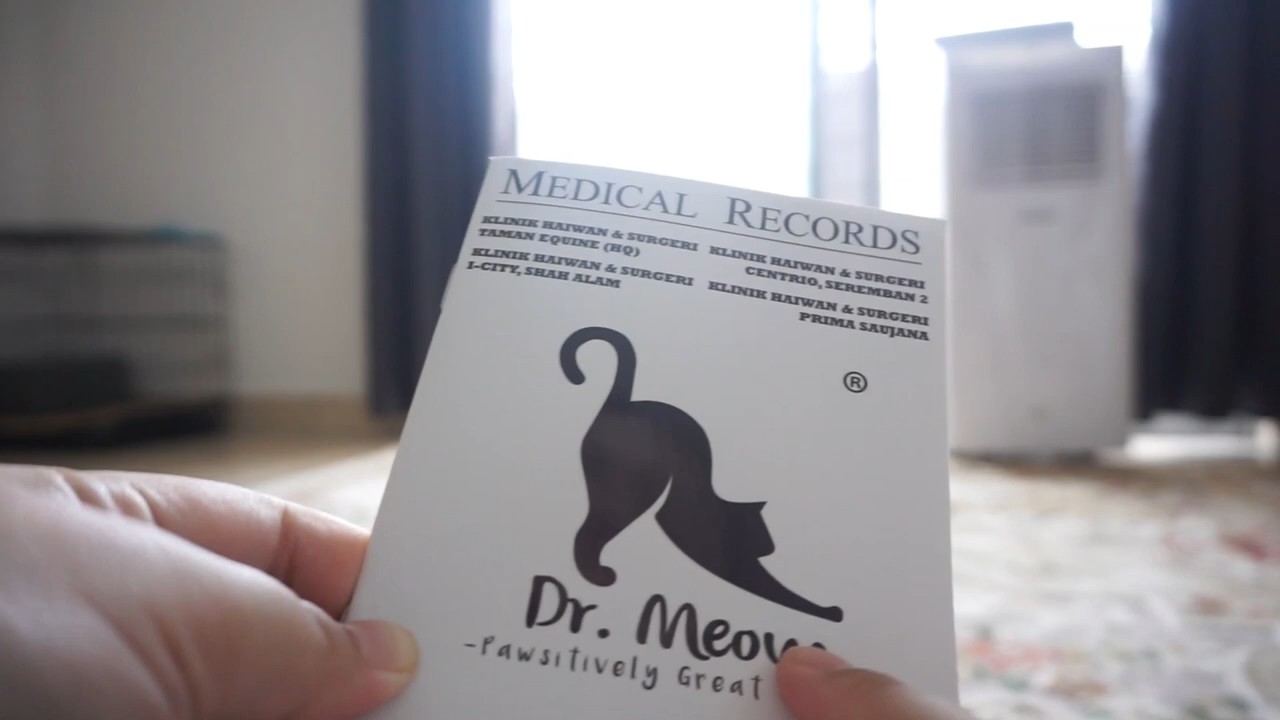 MEDICAL RECORDS
KLINIK HAIWAN & SURGERI
TAMAN EQUINE (HQ)
KLINIK HAIWAN & SURGERI
I-CITY, SHAH ALAM
KLINIK HAIWAN & SURGERI
CENTRIO, SEREMBAN 2
KLINIK HAIWAN & SURGERI
PRIMA SAUJANA
®
Dr. Meow
-Pawsitively Great